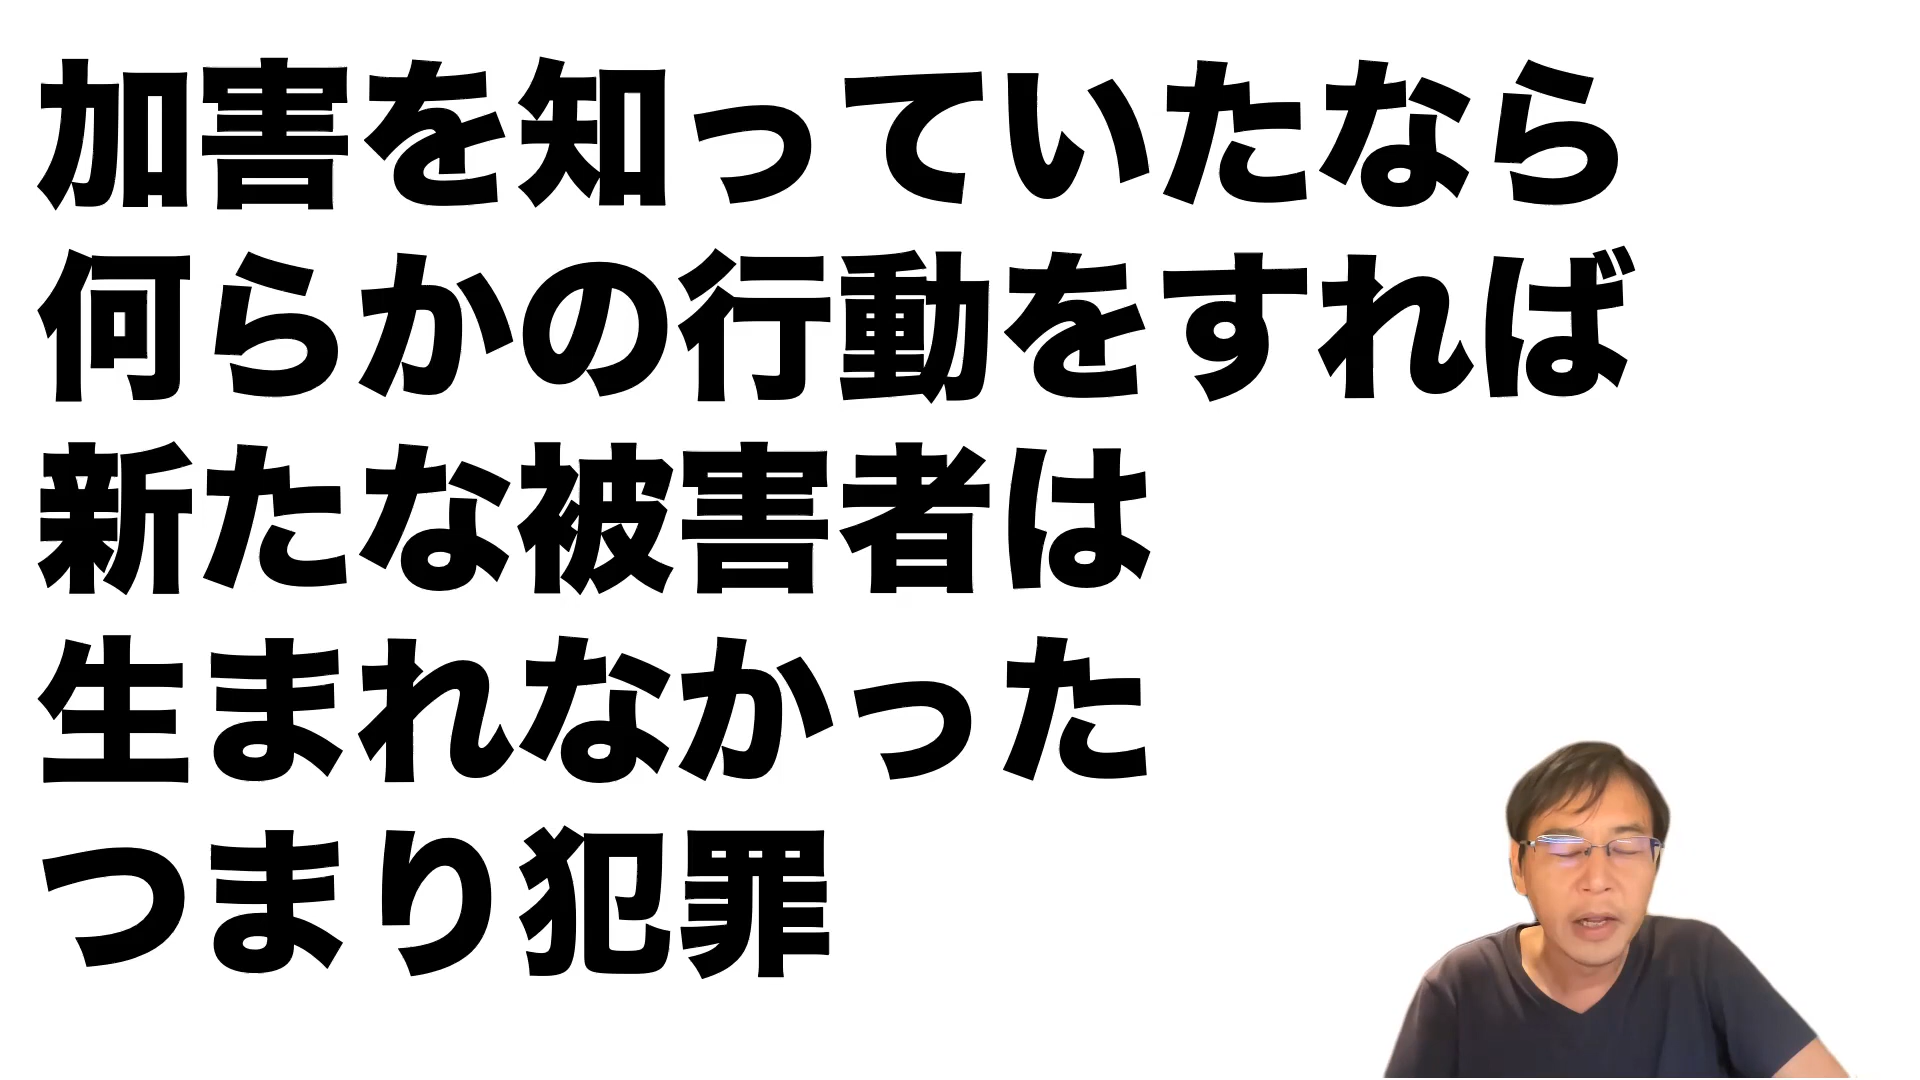 加害を知っていたなら
何らかの行動をすれば
新たな被害者は
生まれなかった
つまり犯罪